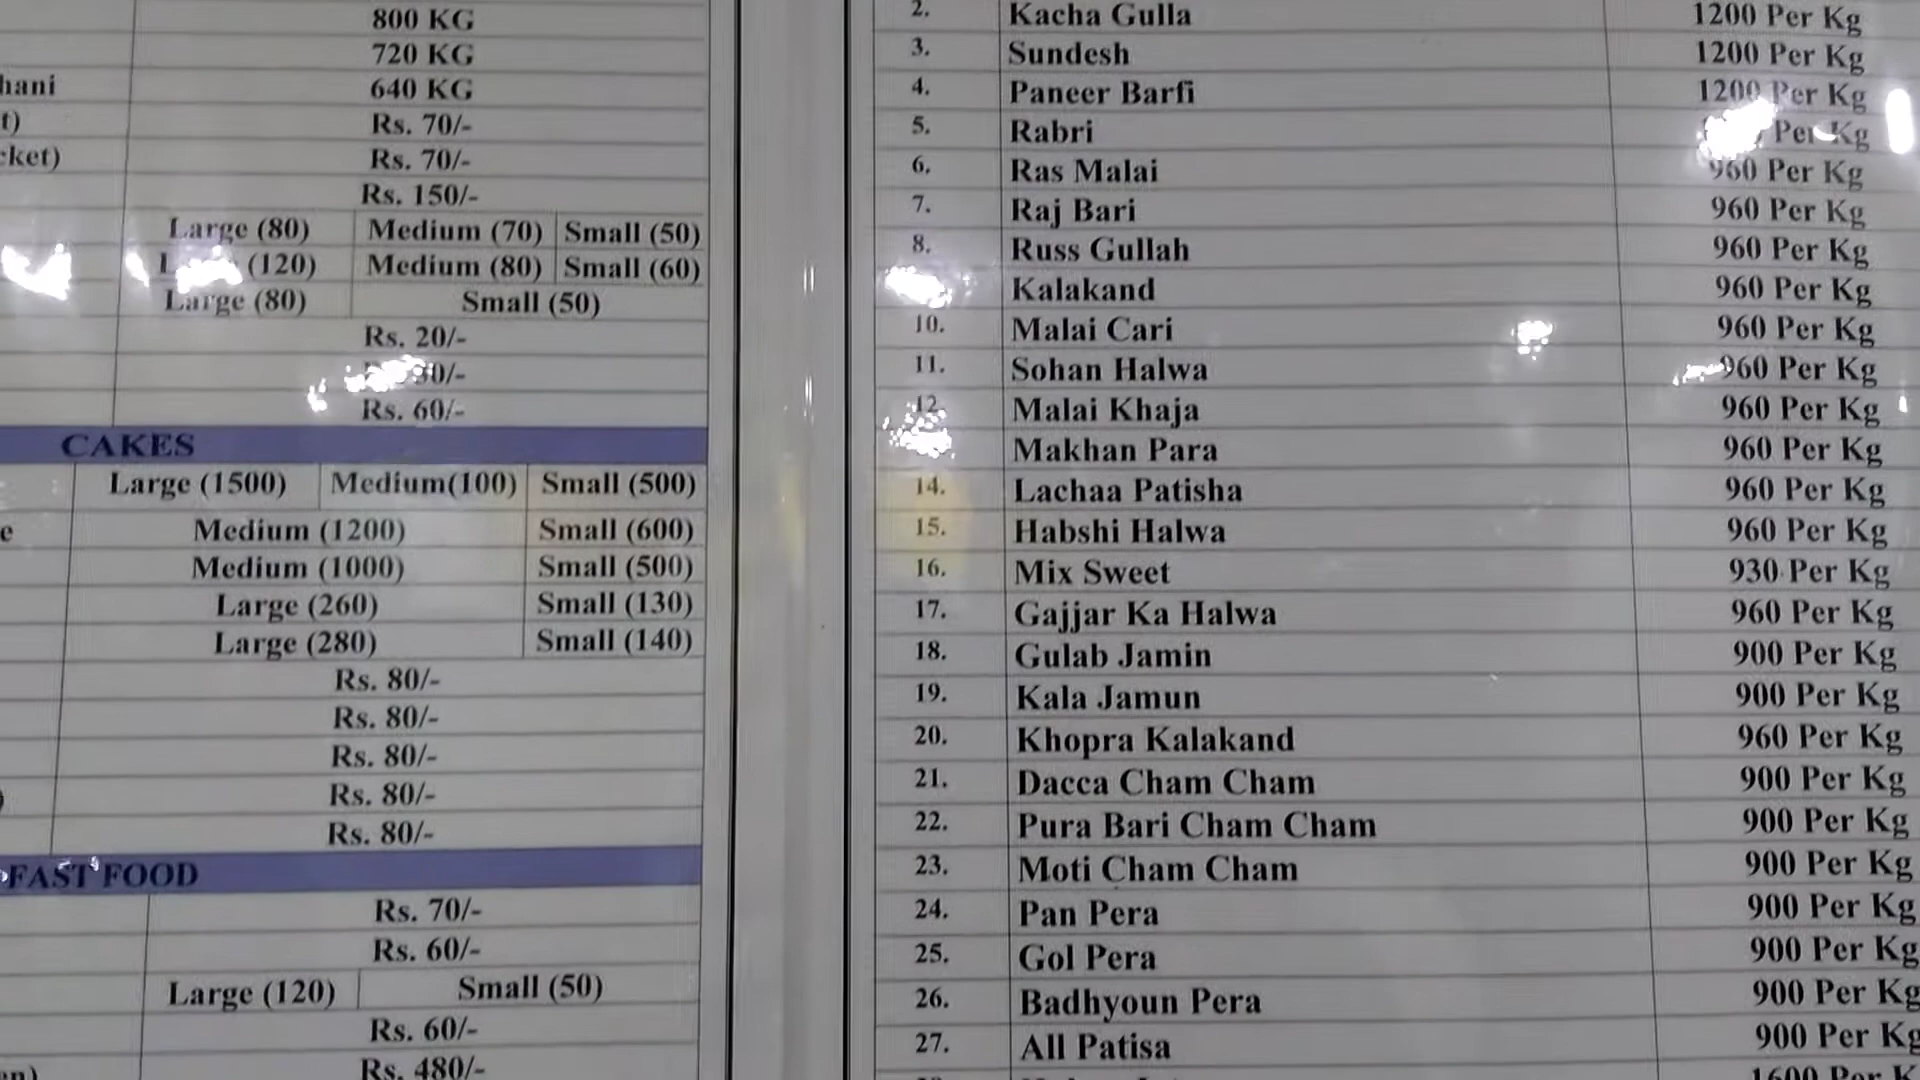 800 KG
720 KG
hani 640 KG
t) Rs. 70/-
cket) Rs. 70/-
Rs. 150/-
Large (80) Medium (70) Small (50)
(120) Medium (80) Small (60)
Large (80) Small (50)
Rs. 20/-
0/-
Rs. 60/-
CAKES
Large (1500) Medium(100) Small (500)
e Medium (1200) Small (600)
Medium (1000) Small (500)
Large (260) Small (130)
Large (280) Small (140)
Rs. 80/-
Rs. 80/-
Rs. 80/-
) Rs. 80/-
Rs. 80/-
FAST FOOD
Rs. 70/-
Rs. 60/-
Large (120) Small (50)
Rs. 60/-
Rs. 480/-
2. Kacha Gulla 1200 Per Kg
3. Sundesh 1200 Per Kg
4. Paneer Barfi 1200 Per Kg
5. Rabri Per Kg
6. Ras Malai 960 Per Kg
7. Raj Bari 960 Per Kg
8. Russ Gullah 960 Per Kg
Kalakand 960 Per Kg
10. Malai Cari 960 Per Kg
11. Sohan Halwa 960 Per Kg
12. Malai Khaja 960 Per Kg
Makhan Para 960 Per Kg
14. Lachaa Patisha 960 Per Kg
15. Habshi Halwa 960 Per Kg
16. Mix Sweet 930 Per Kg
17. Gajjar Ka Halwa 960 Per Kg
18. Gulab Jamin 900 Per Kg
19. Kala Jamun 900 Per Kg
20. Khopra Kalakand 960 Per Kg
21. Dacca Cham Cham 900 Per Kg
22. Pura Bari Cham Cham 900 Per Kg
23. Moti Cham Cham 900 Per Kg
24. Pan Pera 900 Per Kg
25. Gol Pera 900 Per Kg
26. Badhyoun Pera 900 Per Kg
27. All Patisa 900 Per Kg
1600 Per K